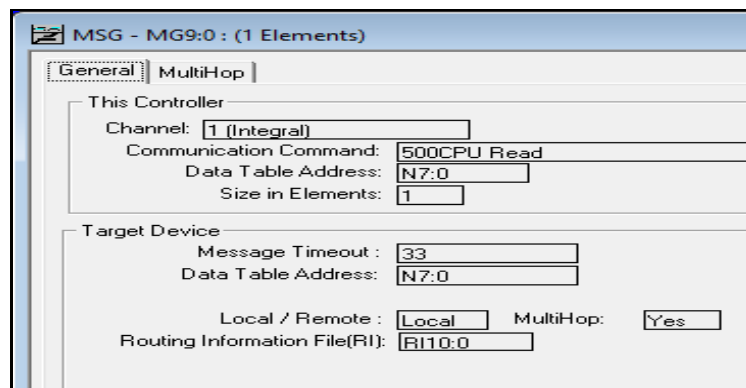 MSG - MG9:0 : (1 Elements)
General MultiHop
This Controller
Channel: 1 (Integral)
Communication Command: 500CPU Read
Data Table Address: N7:0
Size in Elements: 1
Target Device
Message Timeout : 33
Data Table Address: N7:0
Local / Remote : Local MultiHop: Yes
Routing Information File(RI): RI10:0